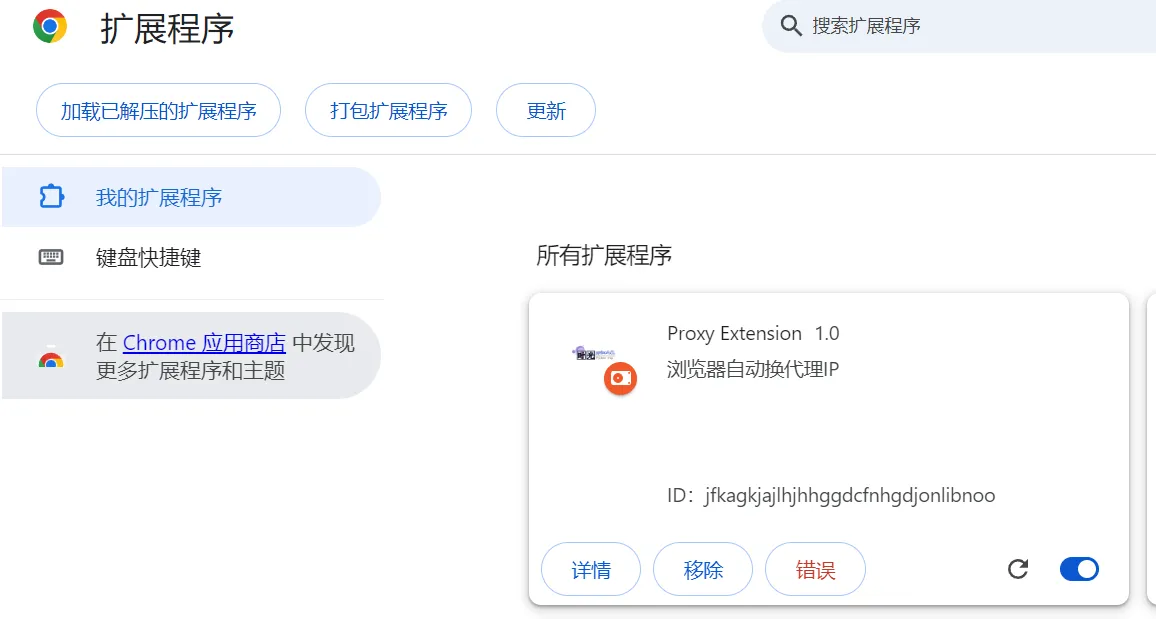 扩展程序
搜索扩展程序
加载已解压的扩展程序
打包扩展程序
更新
我的扩展程序
键盘快捷键
在 Chrome 应用商店 中发现
更多扩展程序和主题
所有扩展程序
Proxy Extension 1.0
浏览器自动换代理IP
ID：jfkagkjajlhjhhggdcfnhgdjonlibnoo
详情
移除
错误